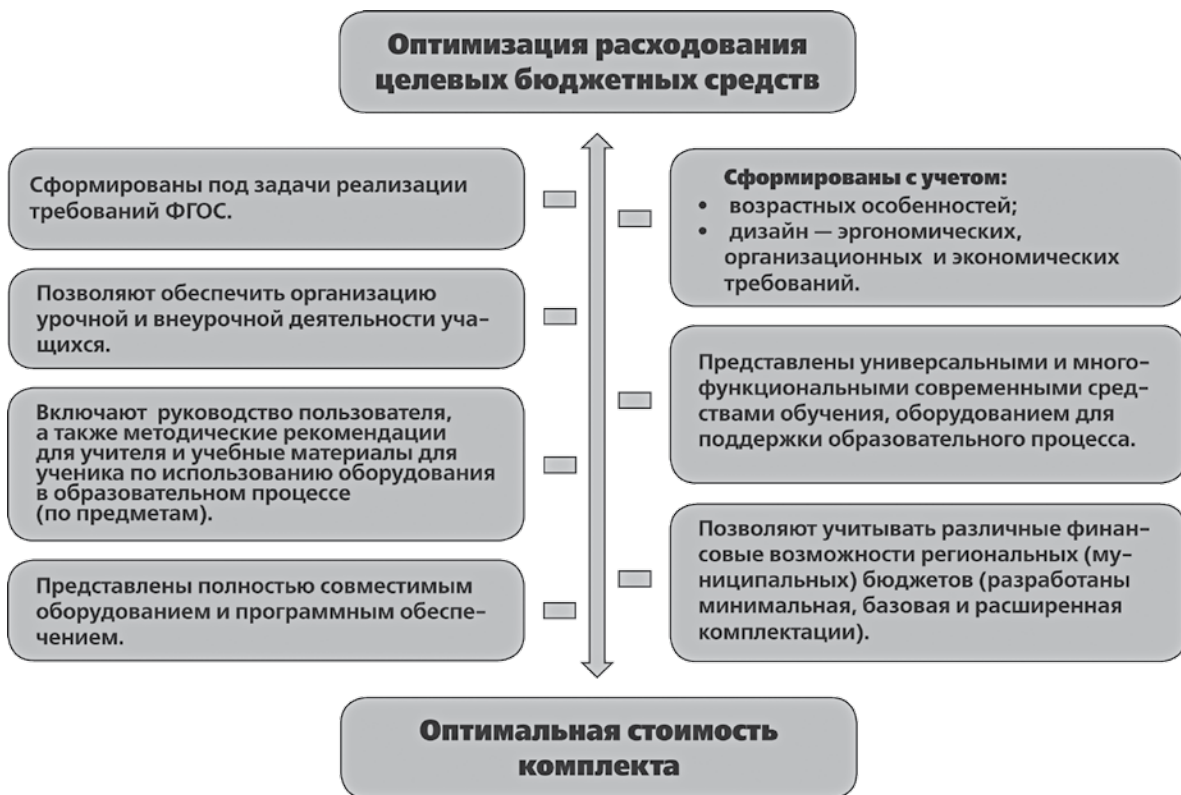 Оптимизация расходования
целевых бюджетных средств
Сформированы под задачи реализации
требований ФГОС.
Позволяют обеспечить организацию
урочной и внеурочной деятельности уча-
щихся.
Включают руководство пользователя,
а также методические рекомендации
для учителя и учебные материалы для
ученика по использованию оборудования
в образовательном процессе
(по предметам).
Представлены полностью совместимым
оборудованием и программным обеспе-
чением.
Сформированы с учетом:
• возрастных особенностей;
• дизайн — эргономических,
организационных и экономических
требований.
Представлены универсальными и много-
функциональными современными сред-
ствами обучения, оборудованием для
поддержки образовательного процесса.
Позволяют учитывать различные финан-
совые возможности региональных (му-
ниципальных) бюджетов (разработаны
минимальная, базовая и расширенная
комплектации).
Оптимальная стоимость
комплекта